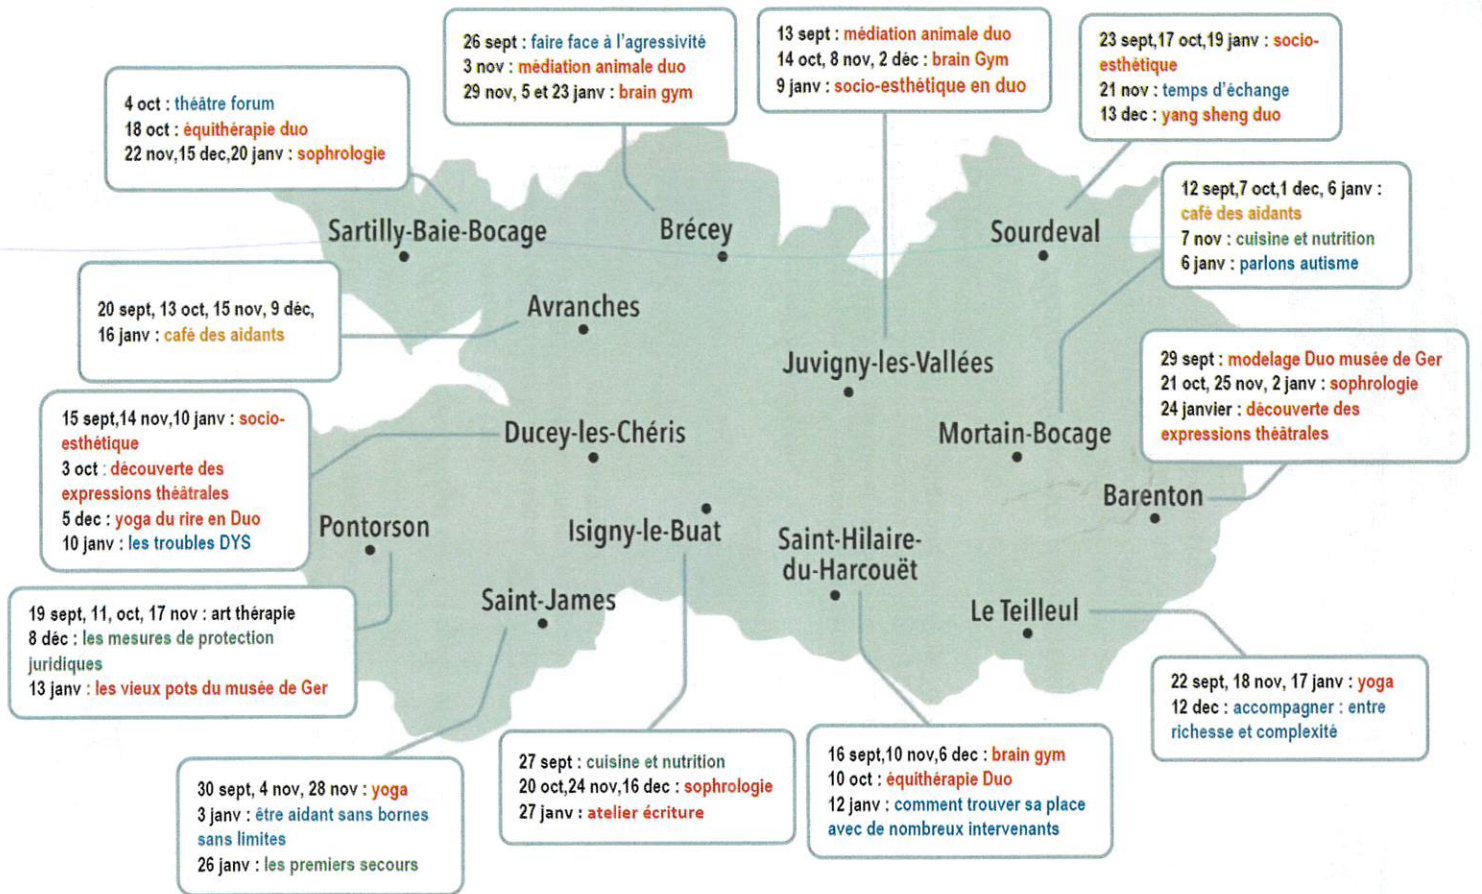 26 sept : faire face à l'agressivité
3 nov : médiation animale duo
29 nov, 5 et 23 janv : brain gym
13 sept : médiation animale duo
14 oct, 8 nov, 2 déc : brain Gym
9 janv : socio-esthétique en duo
23 sept,17 oct,19 janv : socio-
esthétique
21 nov : temps d'échange
13 dec : yang sheng duo
4 oct : théâtre forum
18 oct : équithérapie duo
22 nov,15 dec,20 janv : sophrologie
12 sept,7 oct,1 dec, 6 janv :
café des aidants
7 nov : cuisine et nutrition
6 janv : parlons autisme
Sartilly-Baie-Bocage
Brécey
Sourdeval
20 sept, 13 oct, 15 nov, 9 déc,
16 janv : café des aidants
Avranches
Juvigny-les-Vallées
29 sept : modelage Duo musée de Ger
21 oct, 25 nov, 2 janv : sophrologie
24 janvier : découverte des
expressions théâtrales
15 sept,14 nov,10 janv : socio-
esthétique
3 oct : découverte des
expressions théâtrales
5 dec : yoga du rire en Duo
10 janv : les troubles DYS
Ducey-les-Chéris
Mortain-Bocage
Barenton
Pontorson
Isigny-le-Buat
Saint-Hilaire-
du-Harcouët
Saint-James
Le Teilleul
19 sept, 11, oct, 17 nov : art thérapie
8 déc : les mesures de protection
juridiques
13 janv : les vieux pots du musée de Ger
22 sept, 18 nov, 17 janv : yoga
12 dec : accompagner : entre
richesse et complexité
30 sept, 4 nov, 28 nov : yoga
3 janv : être aidant sans bornes
sans limites
26 janv : les premiers secours
27 sept : cuisine et nutrition
20 oct,24 nov,16 dec : sophrologie
27 janv : atelier écriture
16 sept,10 nov,6 dec : brain gym
10 oct : équithérapie Duo
12 janv : comment trouver sa place
avec de nombreux intervenants